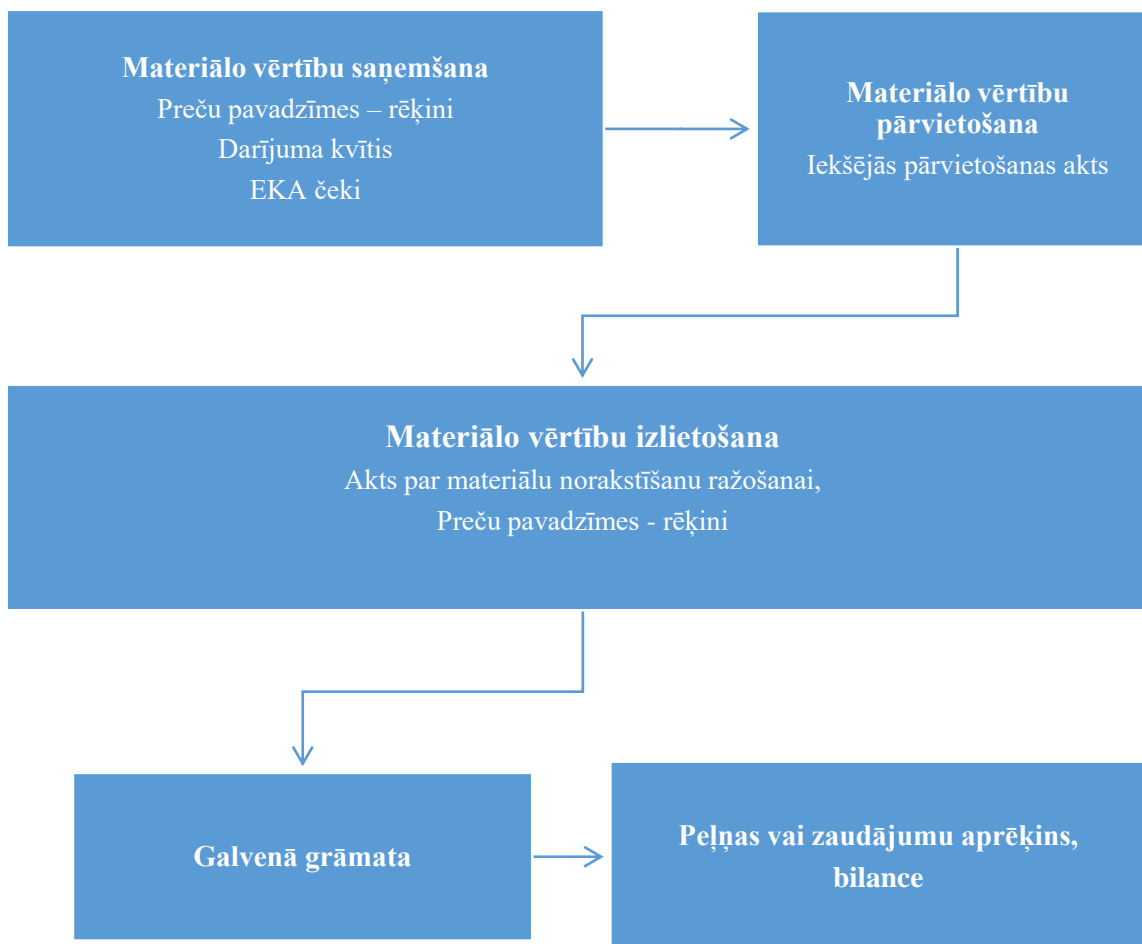 Materiālo vērtību saņemšana
Preču pavadzīmes – rēķini
Darījuma kvītis
EKA čeki
Materiālo vērtību
pārvietošana
Iekšējās pārvietošanas akts
Materiālo vērtību izlietošana
Akts par materiālu norakstīšanu ražošanai,
Preču pavadzīmes - rēķini
Galvenā grāmata
Peļņas vai zaudējumu aprēķins,
bilance